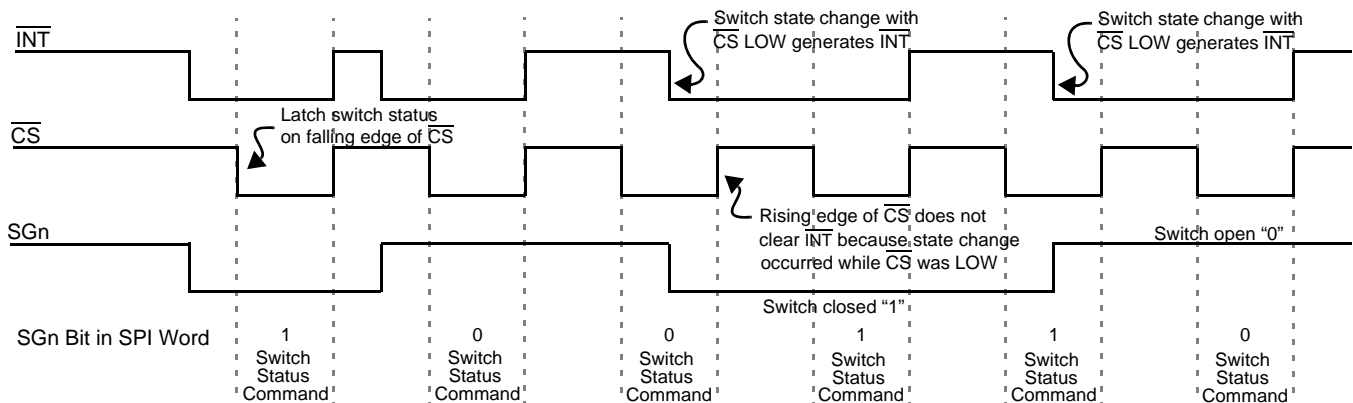 Switch state change with
CS LOW generates INT
Switch state change with
CS LOW generates INT
INT
Latch switch status
on falling edge of CS
CS
Rising edge of CS does not
clear INT because state change
occurred while CS was LOW
SGn
Switch open “0”
Switch closed “1”
SGn Bit in SPI Word
1
Switch
Status
Command
0
Switch
Status
Command
0
Switch
Status
Command
1
Switch
Status
Command
1
Switch
Status
Command
0
Switch
Status
Command